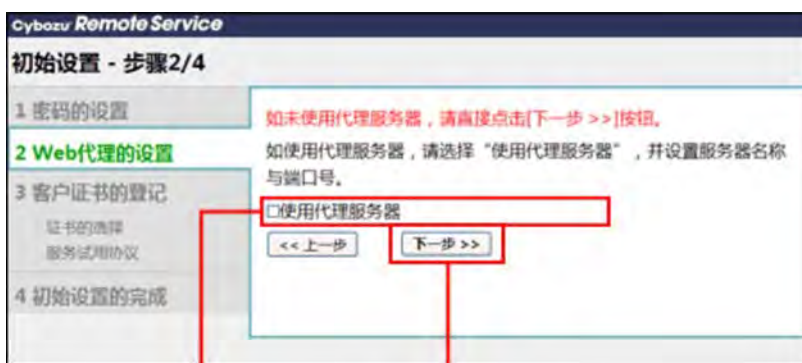 Cybozu Remote Service
初始设置 - 步骤2/4
1 密码的设置
2 Web代理的设置
3 客户证书的登记
证书的选择
服务试用协议
4 初始设置的完成
如未使用代理服务器，请直接点击[下一步 >>]按钮。
如使用代理服务器，请选择“使用代理服务器”，并设置服务器名称
与端口号。
□使用代理服务器
<< 上一步
下一步 >>